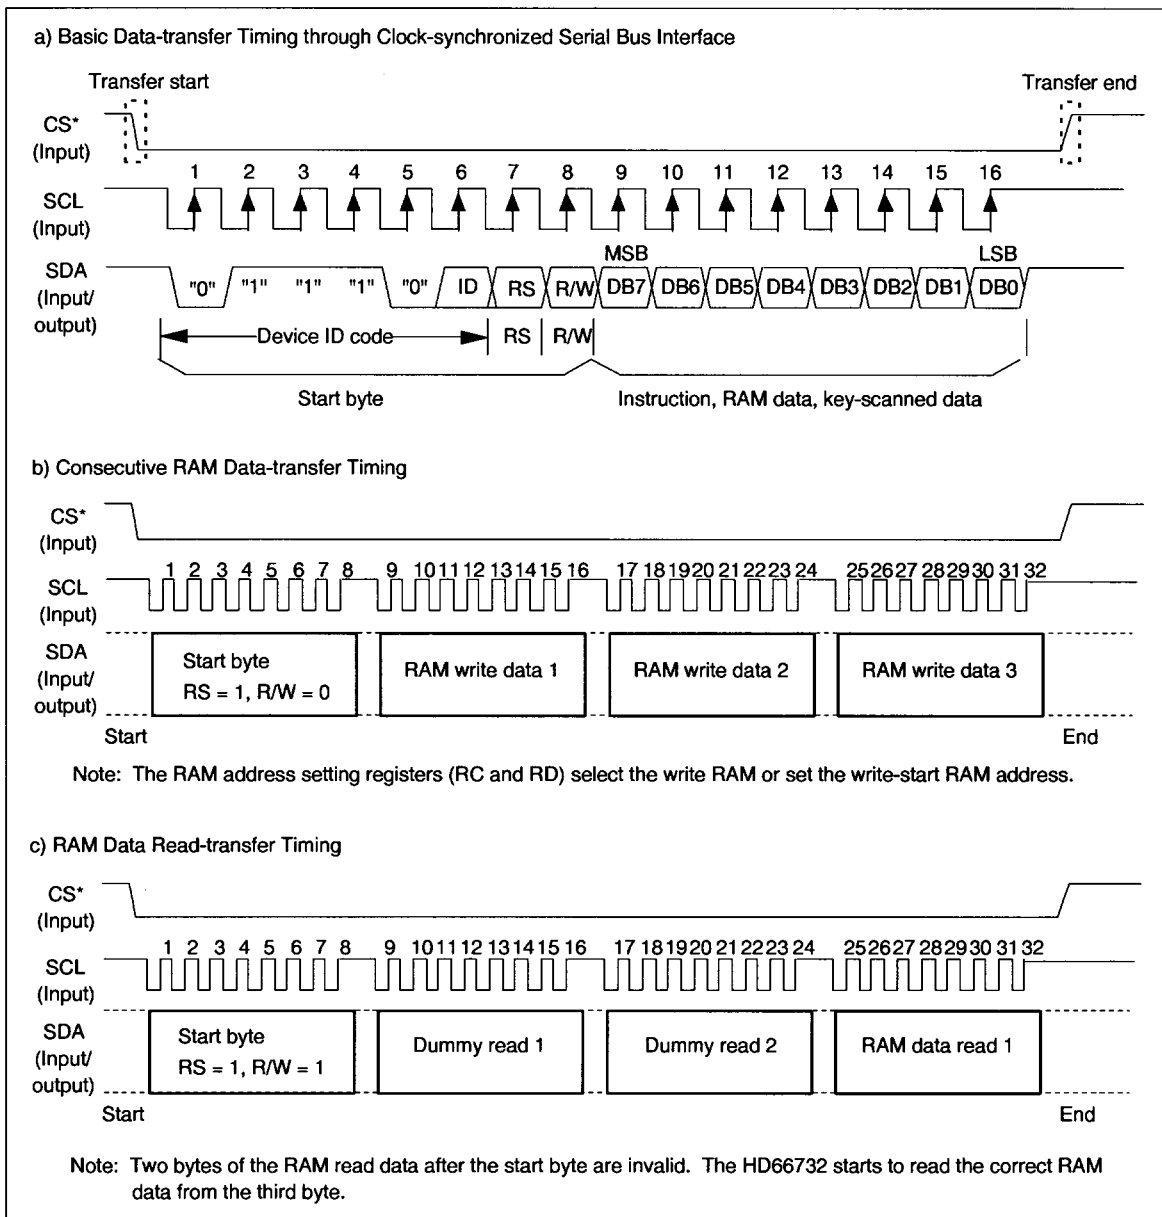 a) Basic Data-transfer Timing through Clock-synchronized Serial Bus Interface
Transfer start
Transfer end
CS*
(Input)
1 2 3 4 5 6 7 8 9 10 11 12 13 14 15 16
SCL
(Input)
MSB
LSB
SDA
(Input/
output)
"0" "1" "1" "1" "0" ID RS R/W DB7 DB6 DB5 DB4 DB3 DB2 DB1 DB0
Device ID code RS R/W
Start byte
Instruction, RAM data, key-scanned data
b) Consecutive RAM Data-transfer Timing
CS*
(Input)
1 2 3 4 5 6 7 8 9 10 11 12 13 14 15 16 17 18 19 20 21 22 23 24 25 26 27 28 29 30 31 32
SCL
(Input)
SDA
(Input/
output)
Start byte
RS = 1, R/W = 0
RAM write data 1
RAM write data 2
RAM write data 3
Start
End
Note: The RAM address setting registers (RC and RD) select the write RAM or set the write-start RAM address.
c) RAM Data Read-transfer Timing
CS*
(Input)
1 2 3 4 5 6 7 8 9 10 11 12 13 14 15 16 17 18 19 20 21 22 23 24 25 26 27 28 29 30 31 32
SCL
(Input)
SDA
(Input/
output)
Start byte
RS = 1, R/W = 1
Dummy read 1
Dummy read 2
RAM data read 1
Start
End
Note: Two bytes of the RAM read data after the start byte are invalid. The HD66732 starts to read the correct RAM
data from the third byte.